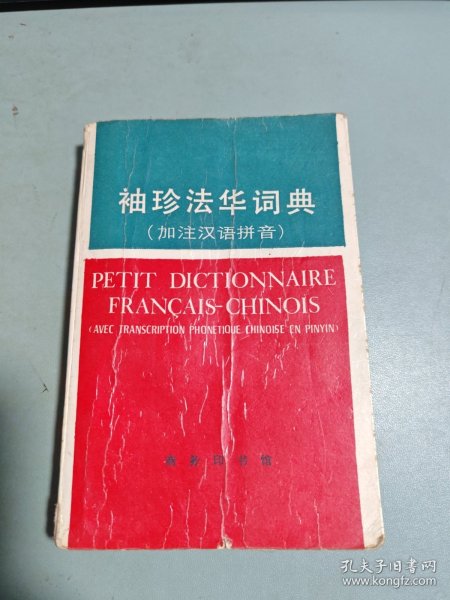 袖珍法华词典
(加注汉语拼音)
PETIT DICTIONNAIRE
FRANÇAIS-CHINOIS
(AVEC TRANSCRIPTION PHONETIQUE CHINOISE EN PINYIN)
商务印书馆
孔夫子旧书网
www.kongfz.com